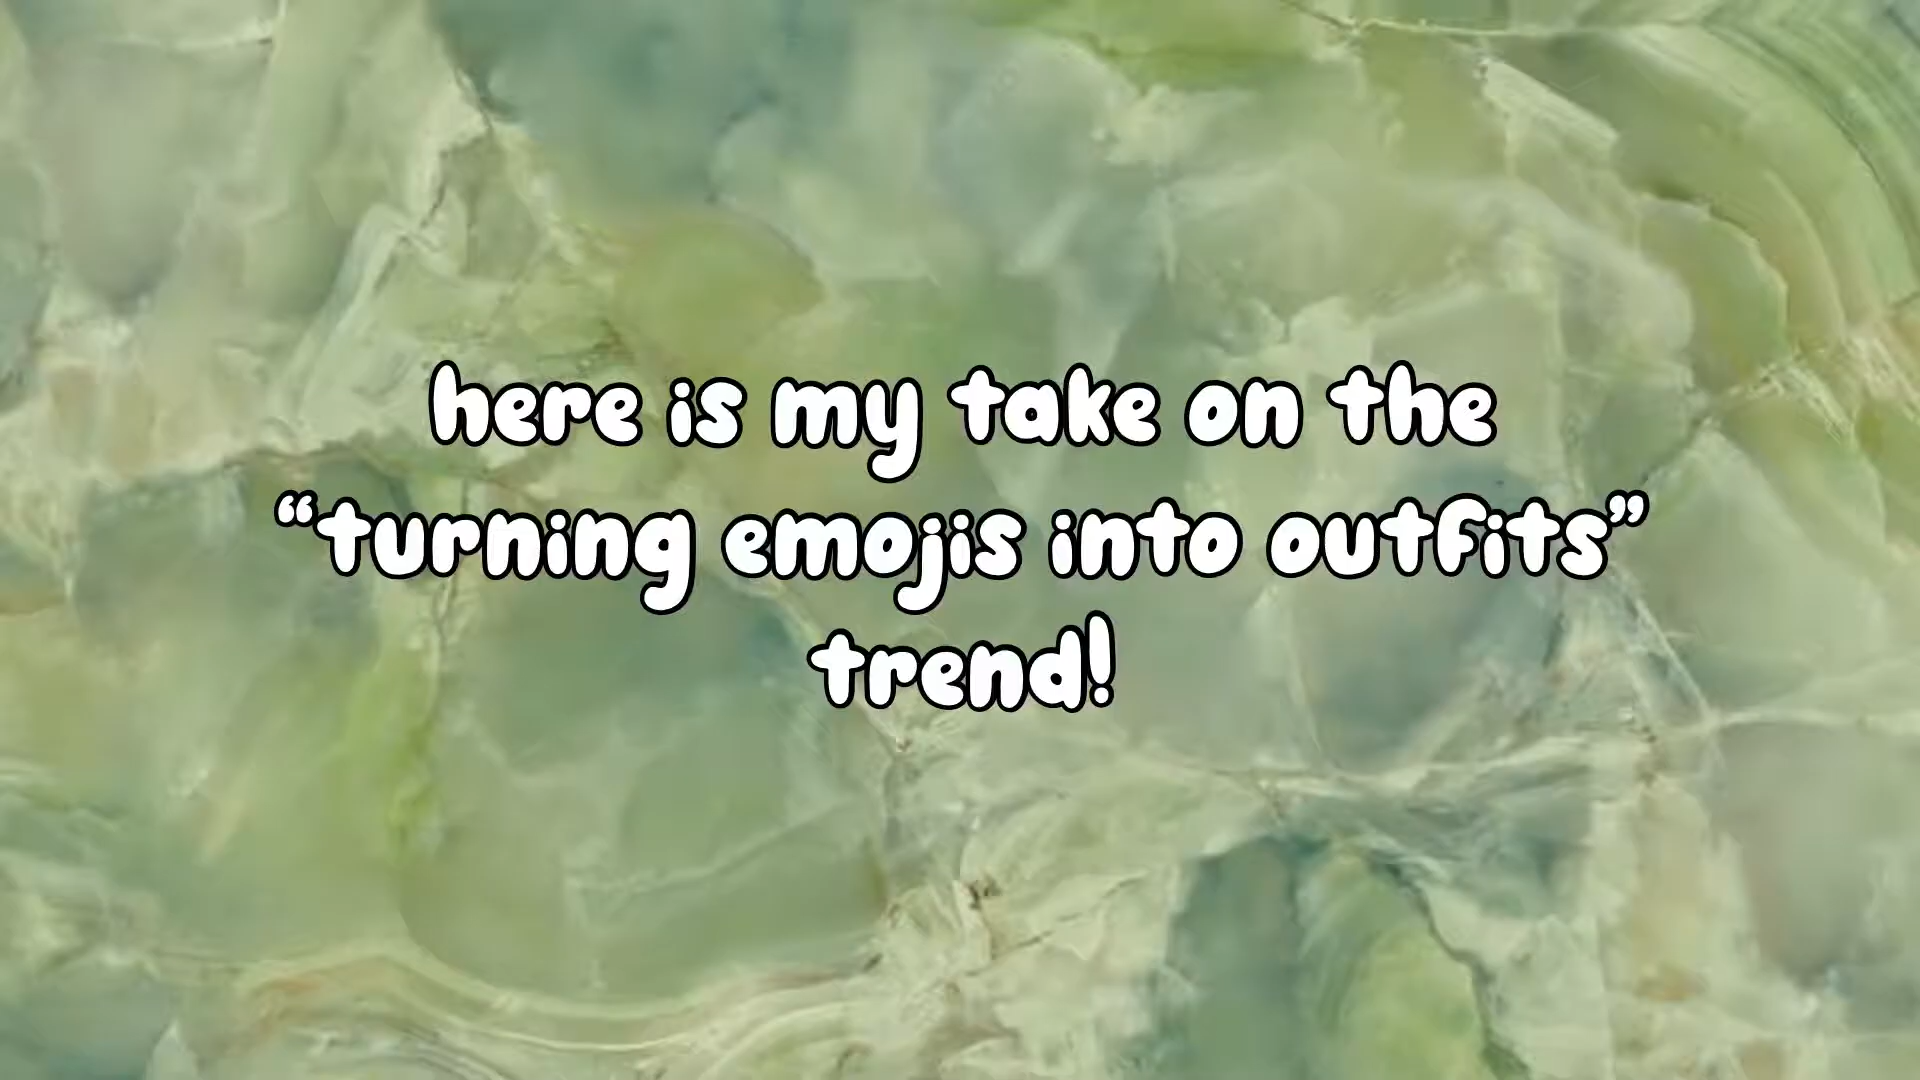 here is my take on the
“turning emojis into outfits”
trend!